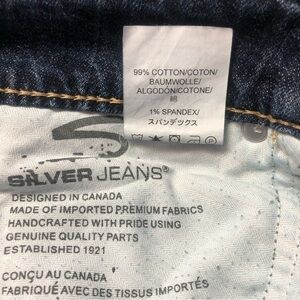 99% COTTON/COTON/
BAUMWOLLE/
ALGODÓN/COTONE/
綿
1% SPANDEX/
スパンデックス
SILVER JEANS®
DESIGNED IN CANADA
MADE OF IMPORTED PREMIUM FABRICS
HANDCRAFTED WITH PRIDE USING
GENUINE QUALITY PARTS
ESTABLISHED 1921
CONÇU AU CANADA
FABRIQUÉ AVEC DES TISSUS IMPORTÉS